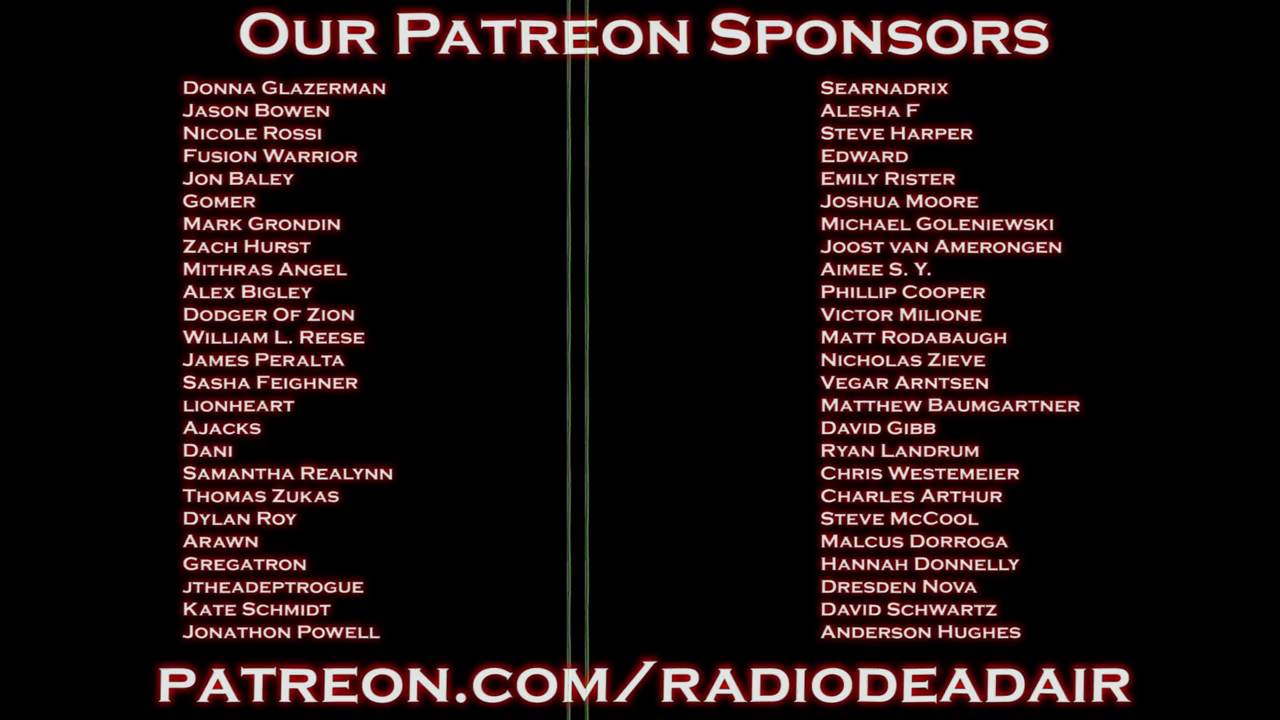 Our Patreon Sponsors
Donna Glazerman
Jason Bowen
Nicole Rossi
Fusion Warrior
Jon Baley
Gomer
Mark Grondin
Zach Hurst
Mithras Angel
Alex Bigley
Dodger Of Zion
William L. Reese
James Peralta
Sasha Feighner
lionheart
Ajacks
Dani
Samantha Realynn
Thomas Zukas
Dylan Roy
Arawn
Gregatron
jtheadeptrogue
Kate Schmidt
Jonathon Powell
Searnadrix
Alesha F
Steve Harper
Edward
Emily Rister
Joshua Moore
Michael Goleniewski
Joost van Amerongen
Aimee S. Y.
Phillip Cooper
Victor Milione
Matt Rodabaugh
Nicholas Zieve
Vegar Arntsen
Matthew Baumgartner
David Gibb
Ryan Landrum
Chris Westemeier
Charles Arthur
Steve McCool
Malcus Dorroga
Hannah Donnelly
Dresden Nova
David Schwartz
Anderson Hughes
patreon.com/radiodeadair